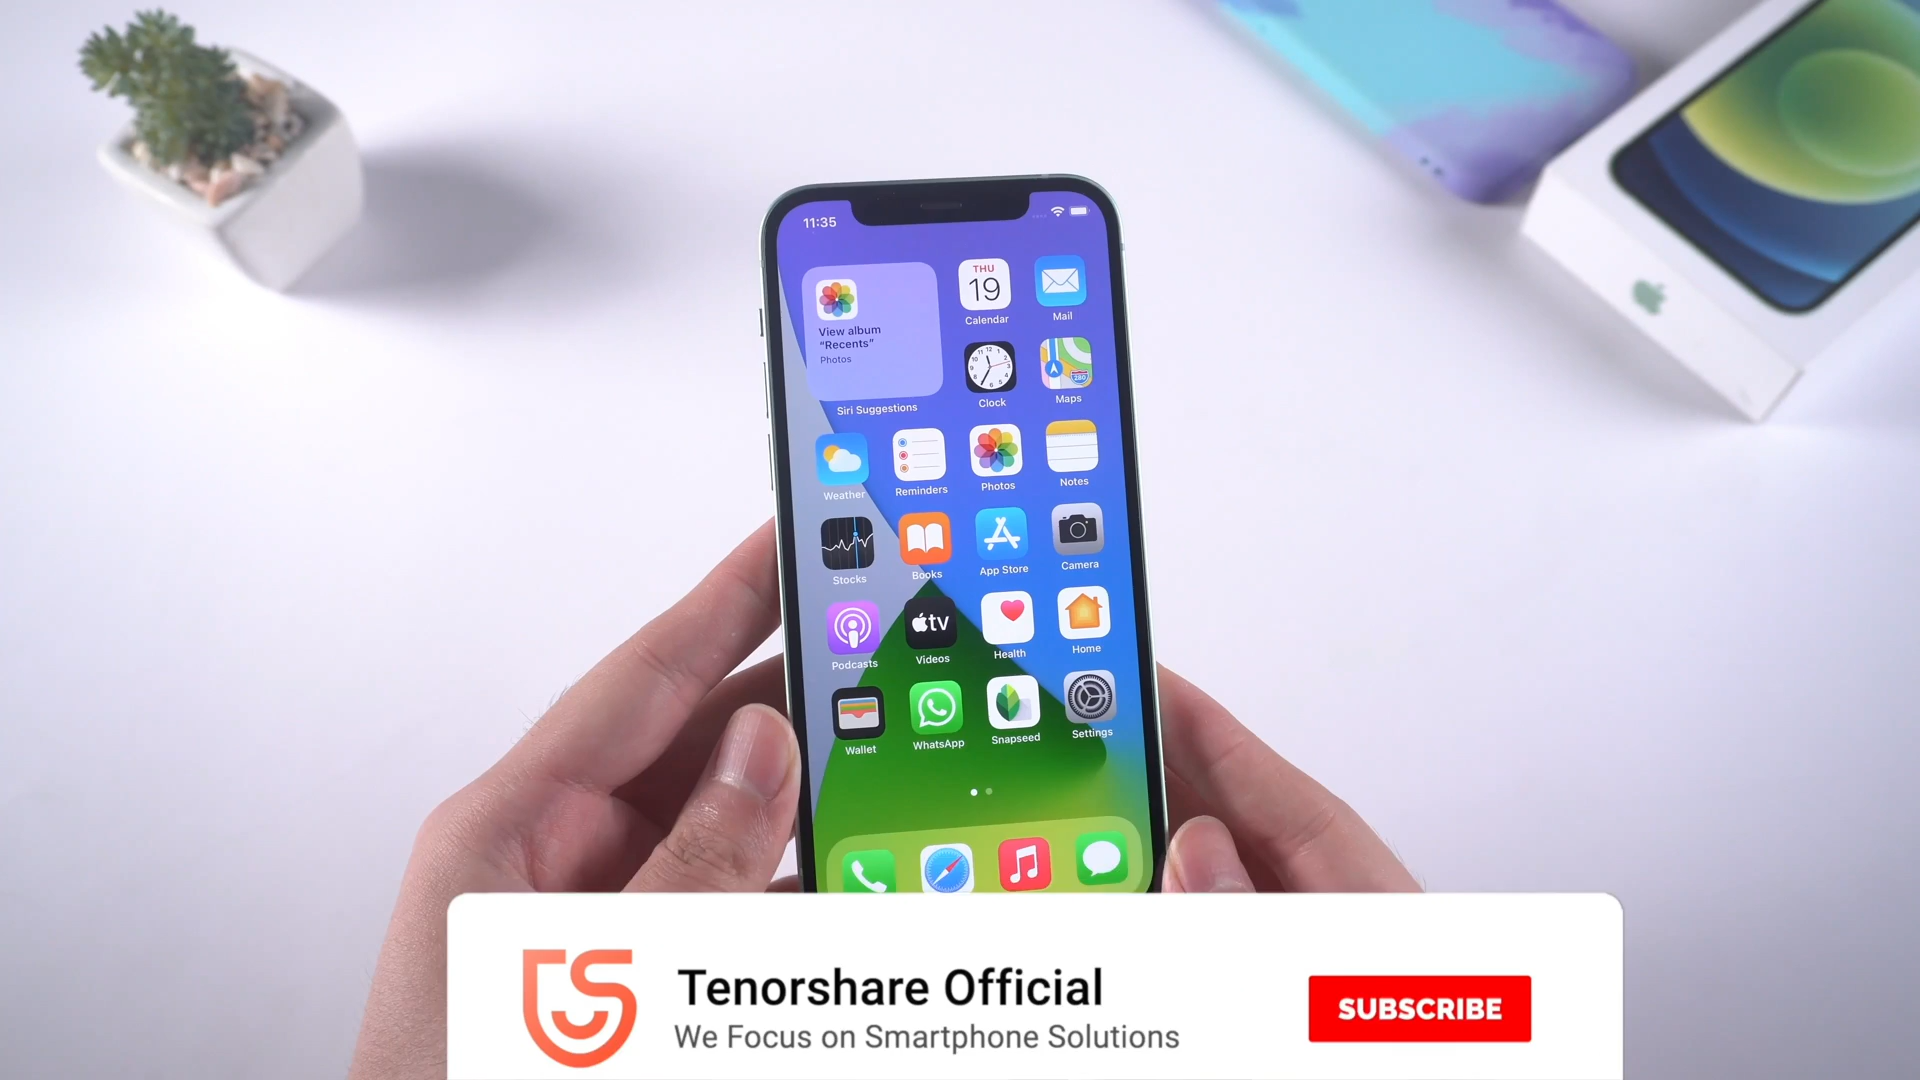 11:35
View album
“Recents”
Photos
Siri Suggestions
THU
19
Calendar
Mail
Clock
280
Maps
Weather
Reminders
Photos
Notes
Stocks
Books
App Store
Camera
Podcasts
tv
Videos
Health
Home
Wallet
WhatsApp
Snapseed
Settings
Tenorshare Official
We Focus on Smartphone Solutions
SUBSCRIBE